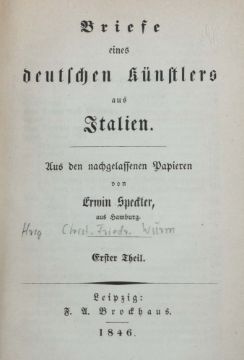 Briefe
eines
deutschen Künstlers
aus
Italien.
Aus den nachgelassenen Papieren
von
Erwin Speckter,
aus Hamburg.
Hrsg Christ. Friedr. Wurm
Erster Theil.
Leipzig:
F. A. Brockhaus.
1846.